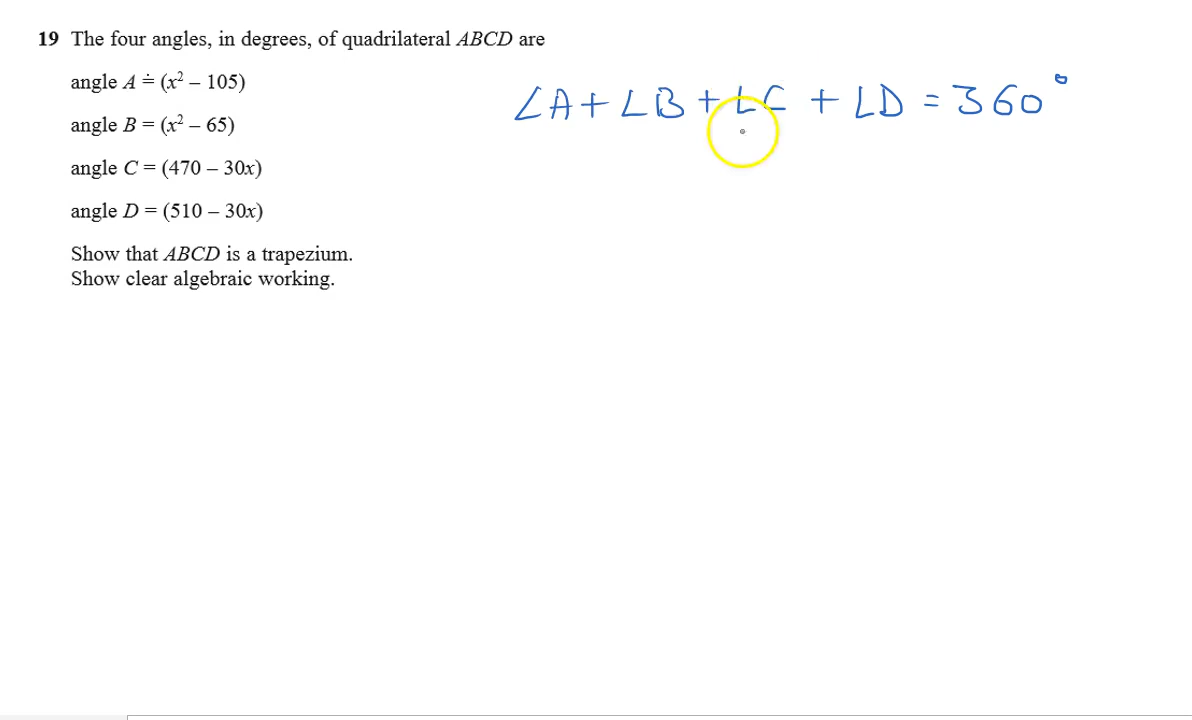 19 The four angles, in degrees, of quadrilateral ABCD are
angle A = (x² – 105)
∠A + ∠B + ∠C + ∠D = 360°
angle B = (x² – 65)
angle C = (470 – 30x)
angle D = (510 – 30x)
Show that ABCD is a trapezium.
Show clear algebraic working.